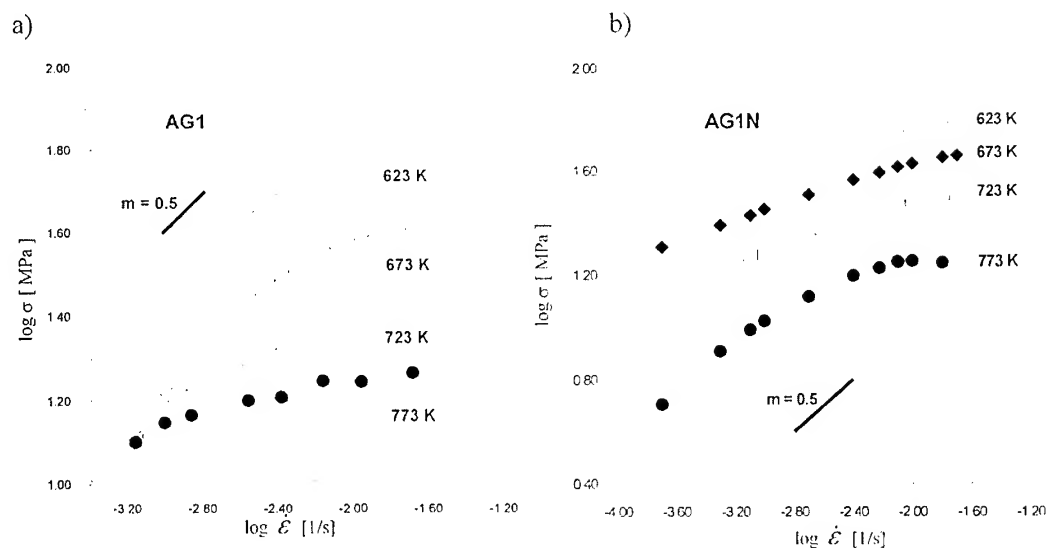 a)
2.00
AG1
1.80
623 K
m = 0.5
1.60
673 K
1 40
723 K
1.20
773 K
1.00
log σ [ MPa ]
-3 20
-2 80
-2.40
-2 00
-1.60
-1 20
log ε̇ [1/s]
b)
2 00
623 K
AG1N
673 K
1.60
723 K
1.20
773 K
0.80
m = 0.5
0.40
log σ [ MPa ]
-4 00
-3.60
-3.20
-2.80
-2.40
-2 00
-1.60
-1 20
log ε̇ [1/s]